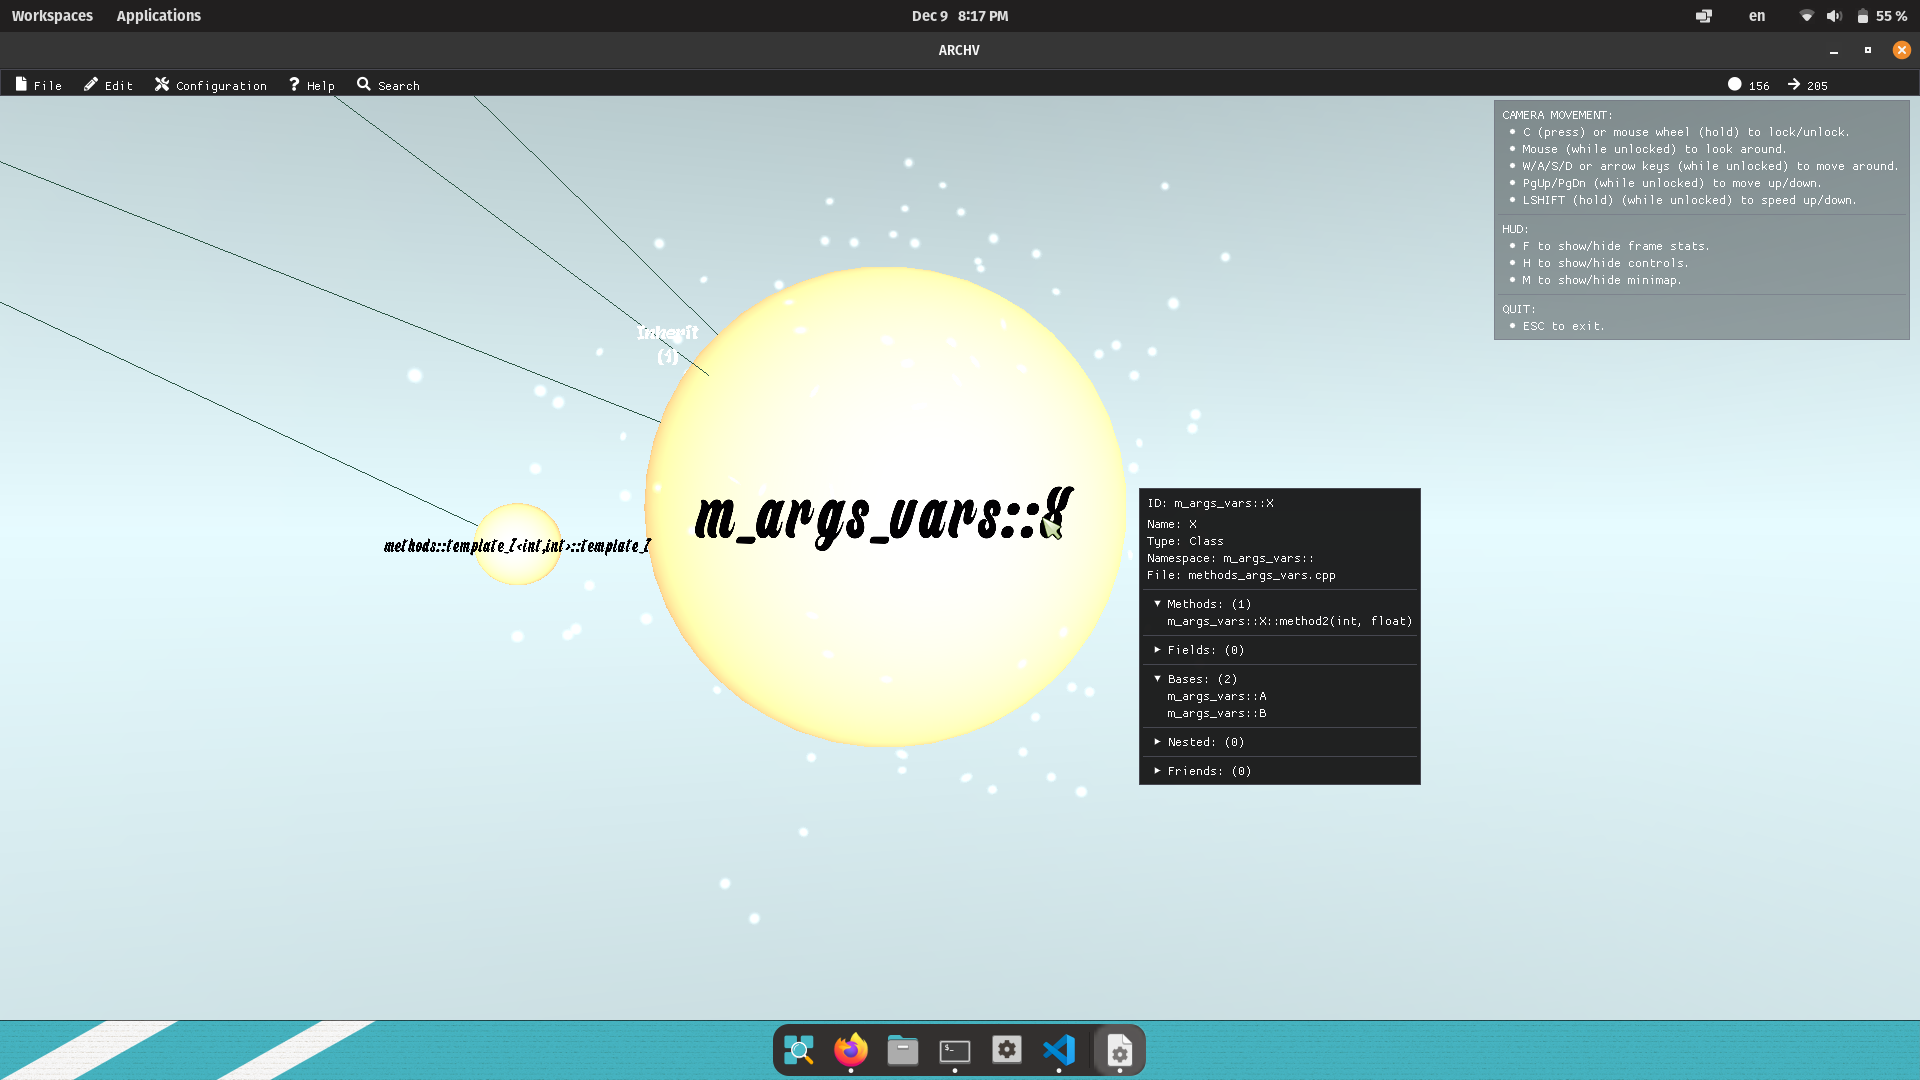 Workspaces Applications Dec 9 8:17 PM en 55 %
ARCHV
File Edit Configuration Help Search 156 205
CAMERA MOVEMENT:
C (press) or mouse wheel (hold) to lock/unlock.
Mouse (while unlocked) to look around.
W/A/S/D or arrow keys (while unlocked) to move around.
PgUp/PgDn (while unlocked) to move up/down.
LSHIFT (hold) (while unlocked) to speed up/down.
HUD:
F to show/hide frame stats.
H to show/hide controls.
M to show/hide minimap.
QUIT:
ESC to exit.
Inherit
(1)
m_args_vars::X
methods::template_Z<int,int>::template_Z
ID: m_args_vars::X
Name: X
Type: Class
Namespace: m_args_vars::
File: methods_args_vars.cpp
Methods: (1)
m_args_vars::X::method2(int, float)
Fields: (0)
Bases: (2)
m_args_vars::A
m_args_vars::B
Nested: (0)
Friends: (0)